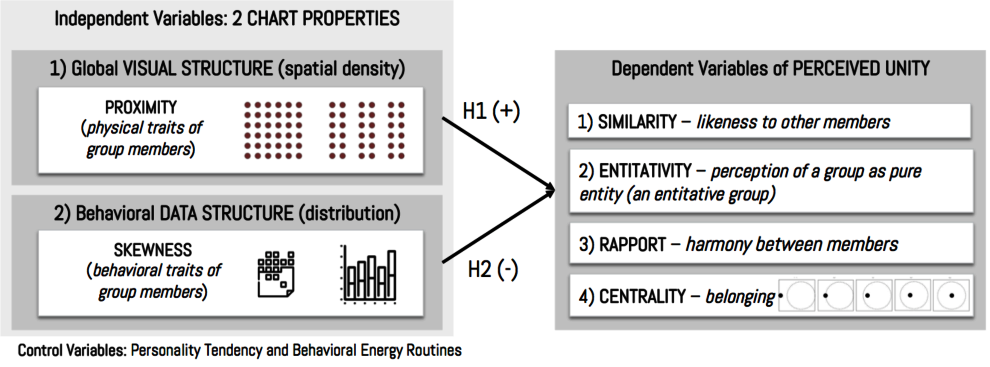 Independent Variables: 2 CHART PROPERTIES
1) Global VISUAL STRUCTURE (spatial density)
PROXIMITY
(physical traits of
group members)
2) Behavioral DATA STRUCTURE (distribution)
SKEWNESS
(behavioral traits of
group members)
Control Variables: Personality Tendency and Behavioral Energy Routines
H1 (+)
H2 (-)
Dependent Variables of PERCEIVED UNITY
1) SIMILARITY – likeness to other members
2) ENTITATIVITY – perception of a group as pure
entity (an entitative group)
3) RAPPORT – harmony between members
4) CENTRALITY – belonging